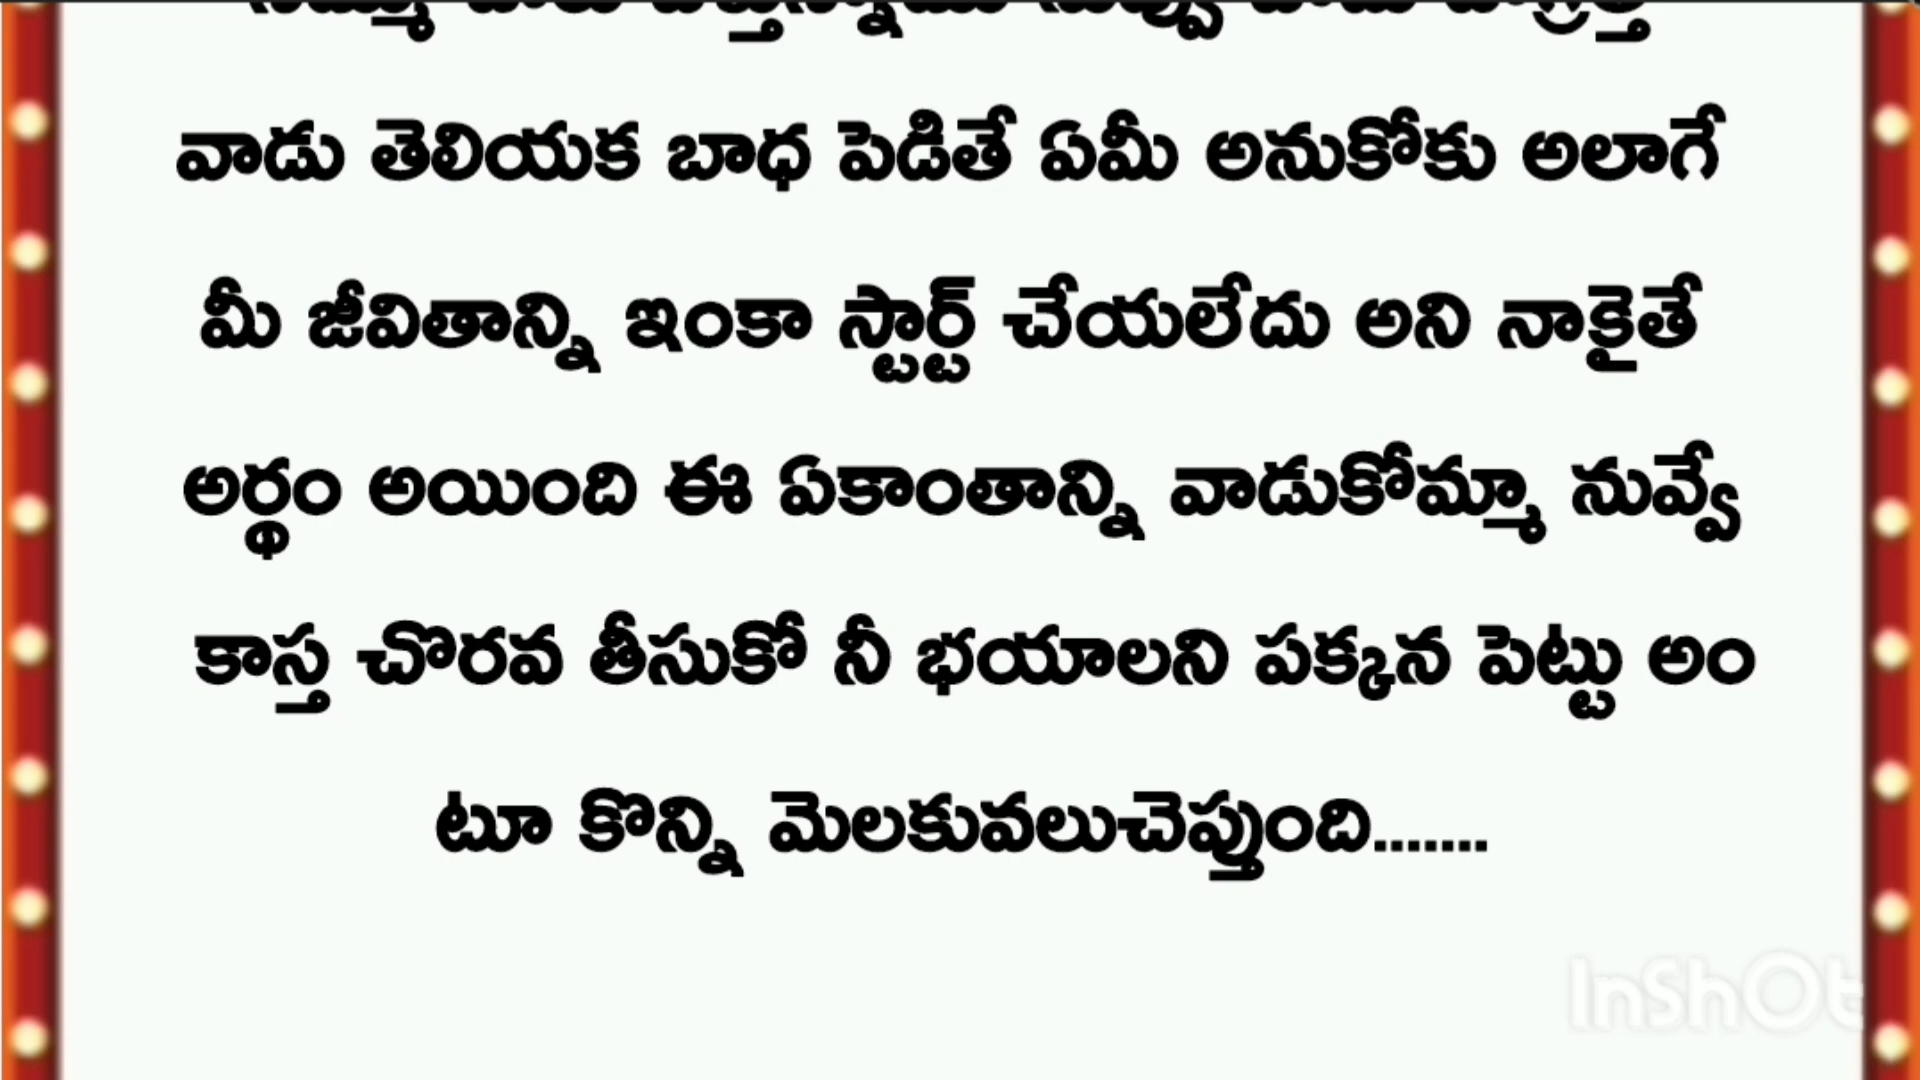 వాడు తెలియక బాధ పెడితే ఏమీ అనుకోకు అలాగే
మీ జీవితాన్ని ఇంకా స్టార్ట్ చేయలేదు అని నాకైతే
అర్థం అయింది ఈ ఏకాంతాన్ని వాడుకోమ్మా నువ్వే
కాస్త చొరవ తీసుకో నీ భయాలని పక్కన పెట్టు అం
టూ కొన్ని మెలకువలుచెప్తుంది.......
InShOt